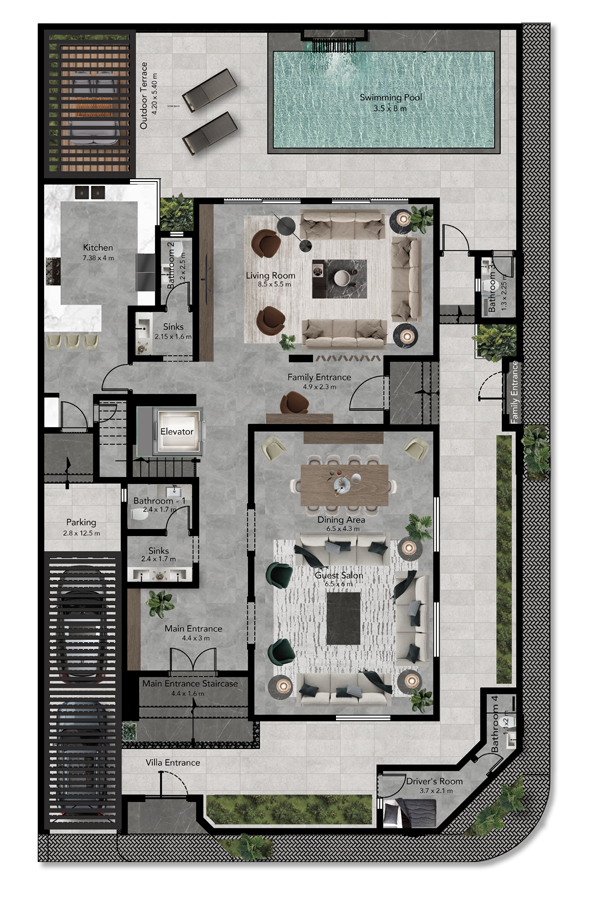 Outdoor Terrace
4.20 x 5.40 m
Swimming Pool
3.5 x 8 m
Kitchen
7.38 x 4 m
Bathroom 2
x 2.5 m
Living Room
8.5 x 5.5 m
Bathroom 3
1.3 x 2.25 m
Sinks
2.15 x 1.6 m
Family Entrance
4.9 x 2.3 m
Family Entrance
Elevator
Bathroom - 1
2.4 x 1.7 m
Parking
2.8 x 12.5 m
Dining Area
6.5 x 4.3 m
Sinks
2.4 x 1.7 m
Guest Salon
6.5 x 6 m
Main Entrance
4.4 x 3 m
Main Entrance Staircase
4.4 x 1.6 m
Bathroom 4
x 2 m
Villa Entrance
Driver's Room
3.7 x 2.1 m